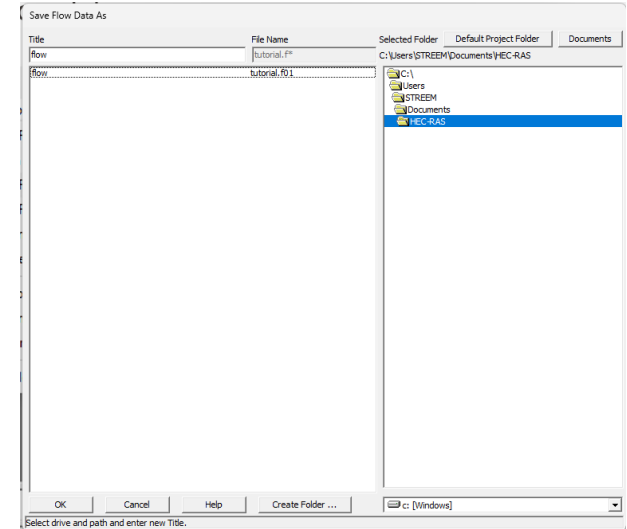 Save Flow Data As
Title File Name Selected Folder Default Project Folder Documents
flow tutorial.f* C:\Users\STREEM\Documents\HEC-RAS
flow tutorial.f01 C:\
Users
STREEM
Documents
HEC-RAS
OK Cancel Help Create Folder ... c: [Windows]
Select drive and path and enter new Title.